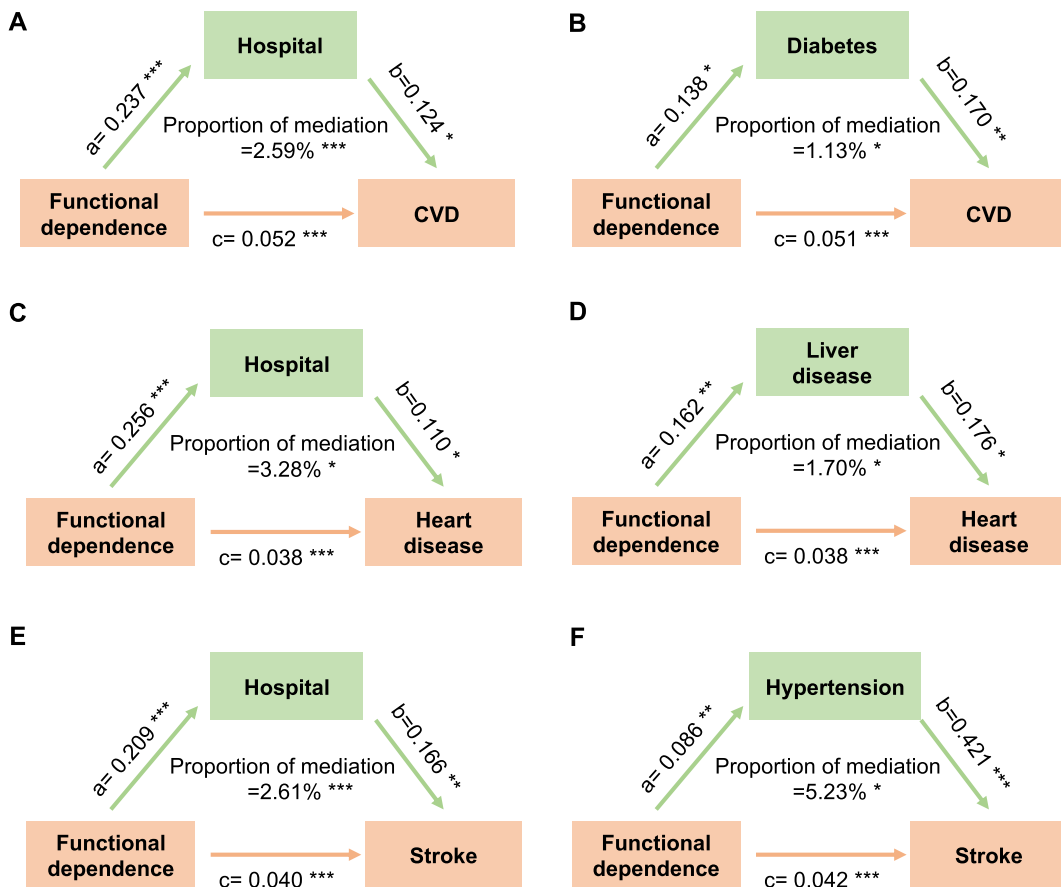 A
Hospital
a= 0.237 ***
b=0.124 *
Proportion of mediation
=2.59% ***
Functional
dependence
CVD
c= 0.052 ***
B
Diabetes
a= 0.138 *
b=0.170 **
Proportion of mediation
=1.13% *
Functional
dependence
CVD
c= 0.051 ***
C
Hospital
a= 0.256 ***
b=0.110 *
Proportion of mediation
=3.28% *
Functional
dependence
Heart
disease
c= 0.038 ***
D
Liver
disease
a= 0.162 **
b=0.176 *
Proportion of mediation
=1.70% *
Functional
dependence
Heart
disease
c= 0.038 ***
E
Hospital
a= 0.209 ***
b=0.166 **
Proportion of mediation
=2.61% ***
Functional
dependence
Stroke
c= 0.040 ***
F
Hypertension
a= 0.086 **
b=0.421 ***
Proportion of mediation
=5.23% *
Functional
dependence
Stroke
c= 0.042 ***